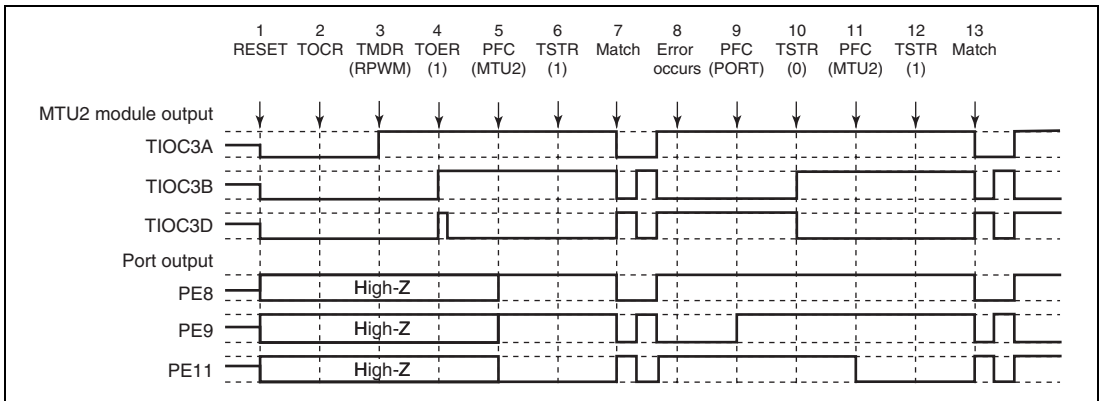 1 2 3 4 5 6 7 8 9 10 11 12 13
RESET TOCR TMDR TOER PFC TSTR Match Error PFC TSTR PFC TSTR Match
(RPWM) (1) (MTU2) (1) occurs (PORT) (0) (MTU2) (1)
MTU2 module output
TIOC3A
TIOC3B
TIOC3D
Port output
PE8 High-Z
PE9 High-Z
PE11 High-Z